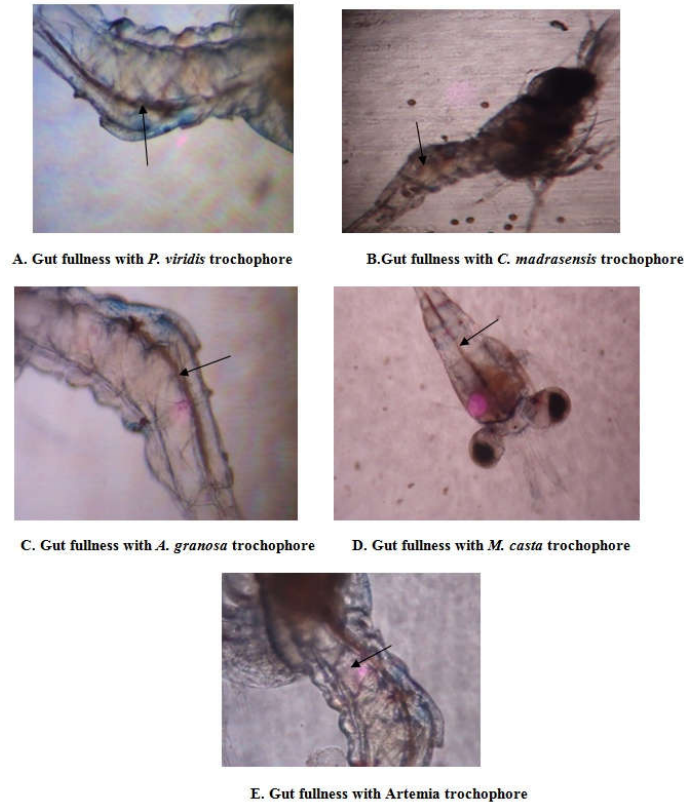 A. Gut fullness with P. viridis trochophore
B.Gut fullness with C. madrasensis trochophore
C. Gut fullness with A. granosa trochophore
D. Gut fullness with M. casta trochophore
E. Gut fullness with Artemia trochophore